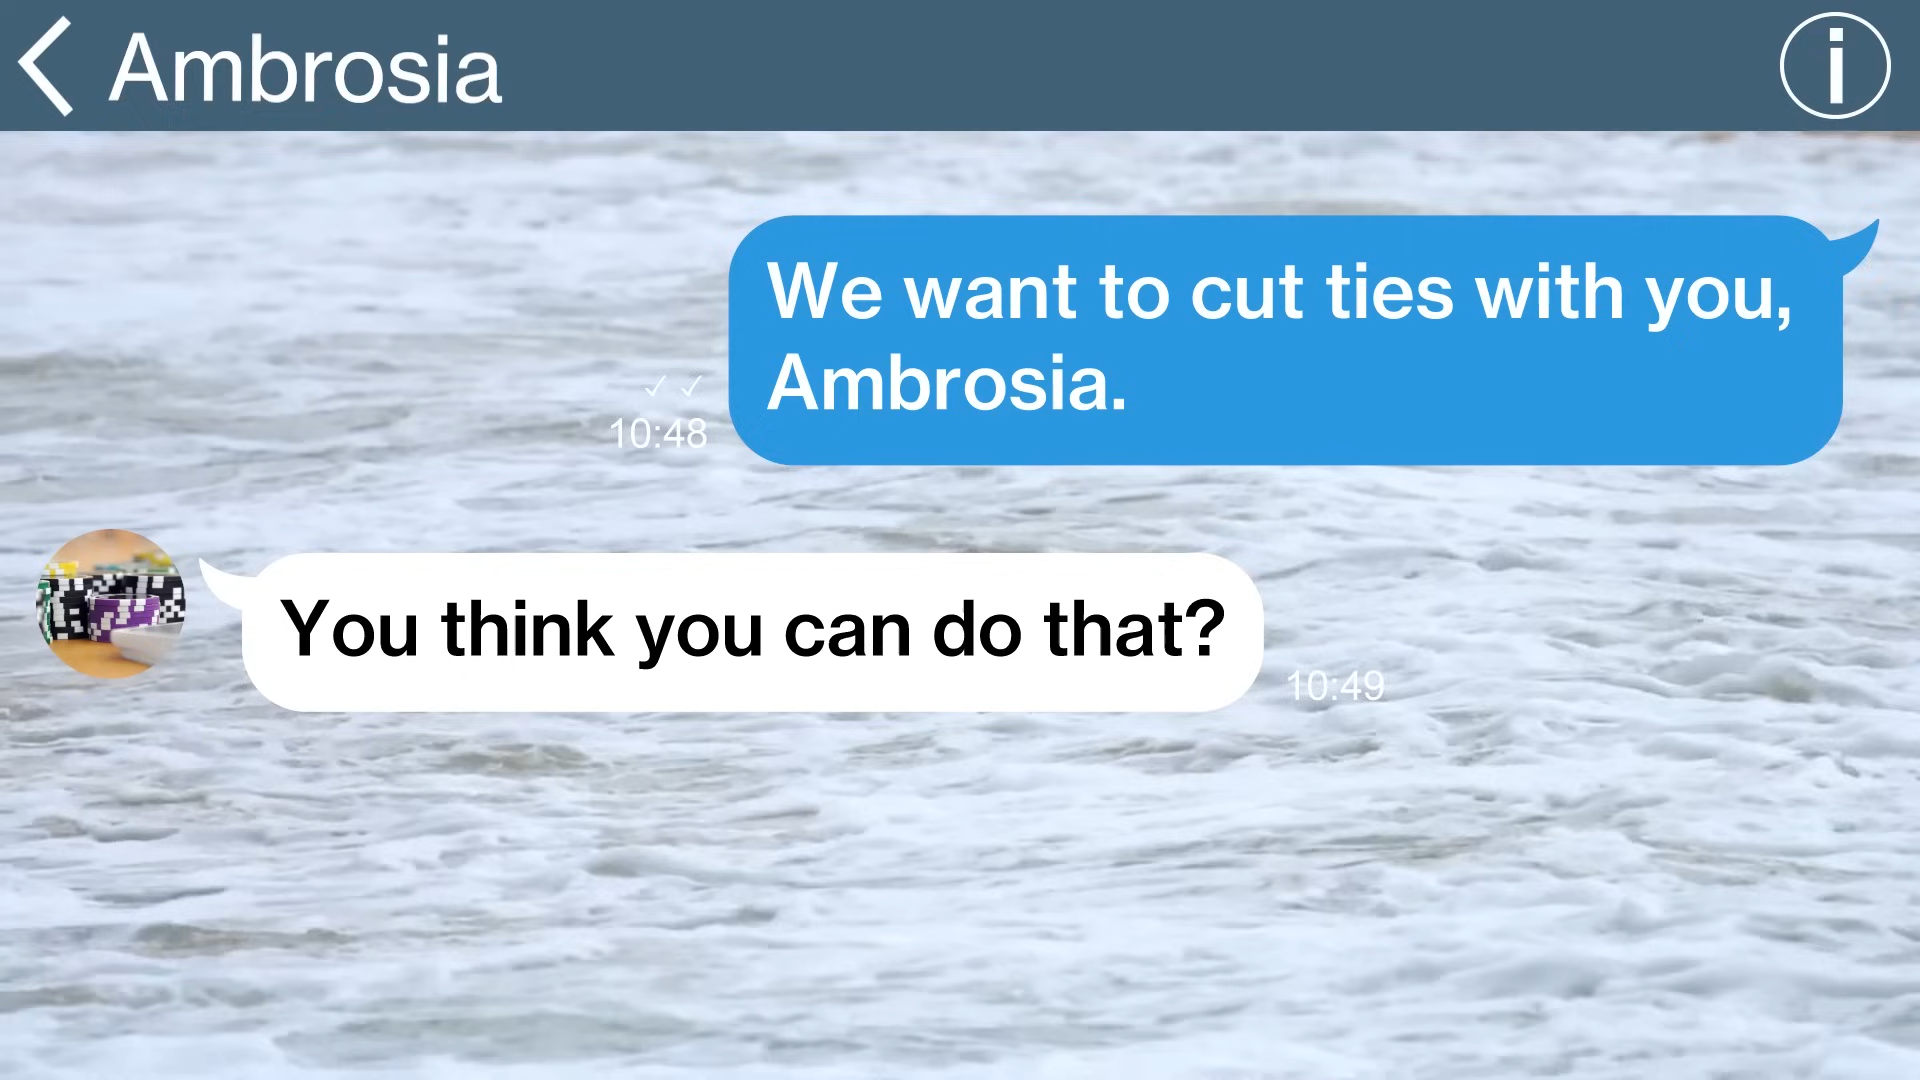 Ambrosia
We want to cut ties with you,
Ambrosia.
✓ ✓
10:48
You think you can do that?
10:49